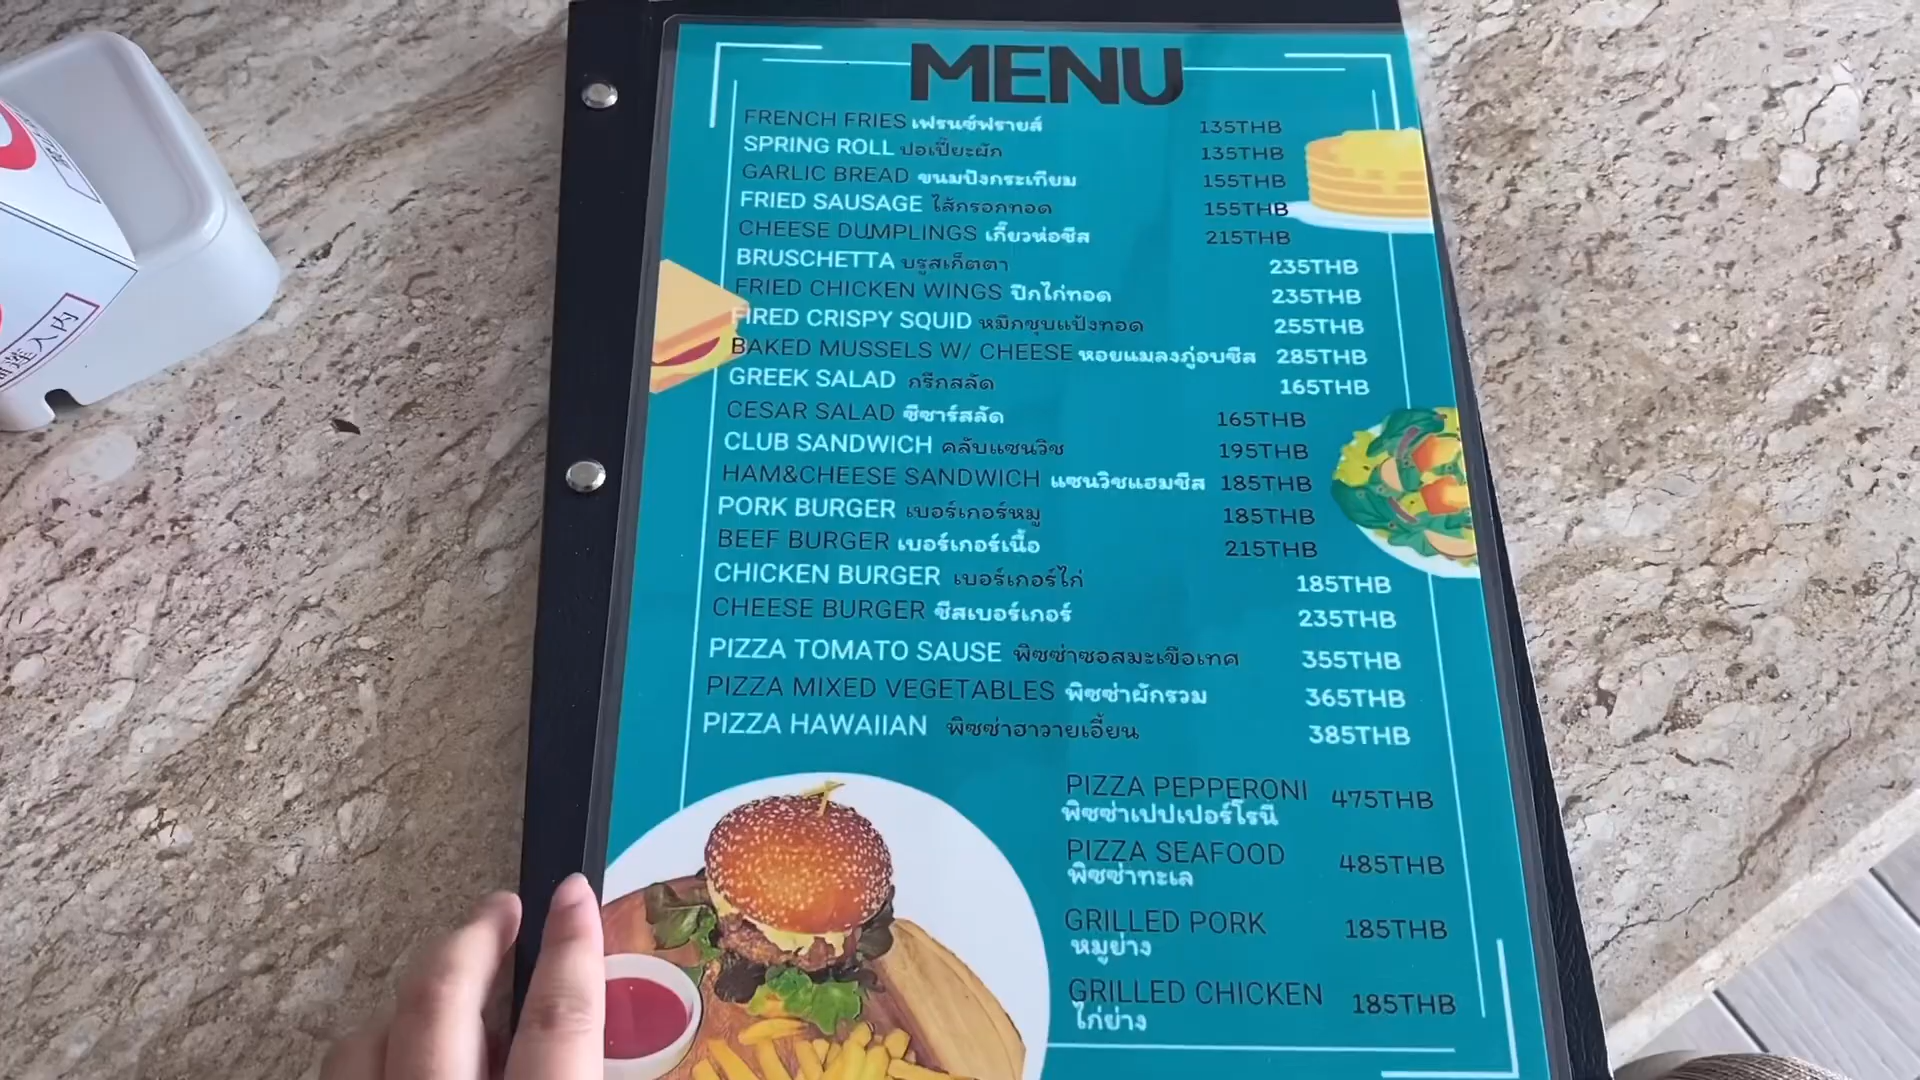 MENU
FRENCH FRIES เฟรนซ์ฟรายส์ 135THB
SPRING ROLL ปอเปี๊ยะผัก 135THB
GARLIC BREAD ขนมปังกระเทียม 155THB
FRIED SAUSAGE ไส้กรอกทอด 155THB
CHEESE DUMPLINGS เกี๊ยวห่อชีส 215THB
BRUSCHETTA บรูสเก็ตตา 235THB
FRIED CHICKEN WINGS ปีกไก่ทอด 235THB
FIRED CRISPY SQUID หมึกชุบแป้งทอด 255THB
BAKED MUSSELS W/ CHEESE หอยแมลงภู่อบชีส 285THB
GREEK SALAD กรีกสลัด 165THB
CESAR SALAD ซีซาร์สลัด 165THB
CLUB SANDWICH คลับแซนวิช 195THB
HAM&CHEESE SANDWICH แซนวิชแฮมชีส 185THB
PORK BURGER เบอร์เกอร์หมู 185THB
BEEF BURGER เบอร์เกอร์เนื้อ 215THB
CHICKEN BURGER เบอร์เกอร์ไก่ 185THB
CHEESE BURGER ชีสเบอร์เกอร์ 235THB
PIZZA TOMATO SAUSE พิซซ่าซอสมะเขือเทศ 355THB
PIZZA MIXED VEGETABLES พิซซ่าผักรวม 365THB
PIZZA HAWAIIAN พิซซ่าฮาวายเอี้ยน 385THB
PIZZA PEPPERONI 475THB
พิซซ่าเปปเปอร์โรนี
PIZZA SEAFOOD 485THB
พิซซ่าทะเล
GRILLED PORK 185THB
หมูย่าง
GRILLED CHICKEN 185THB
ไก่ย่าง